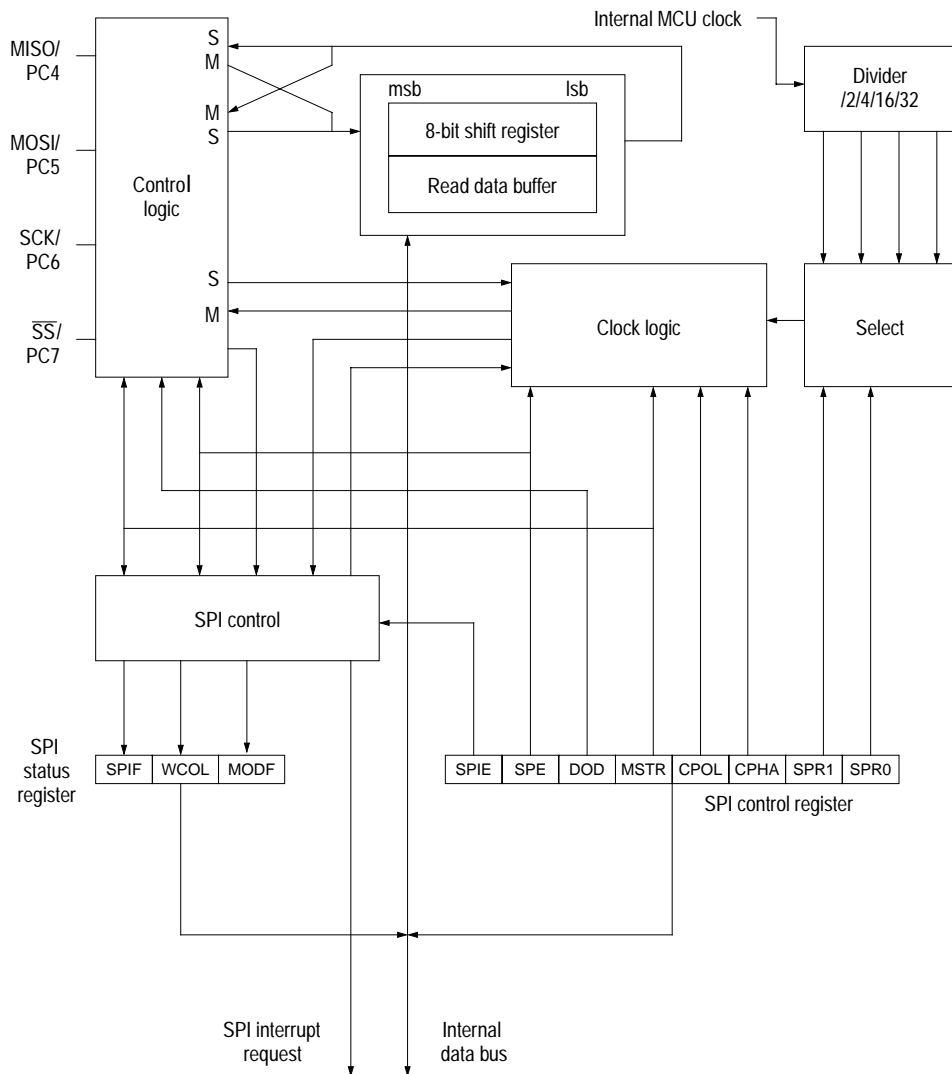 Internal MCU clock
MISO/
PC4
MOSI/
PC5
SCK/
PC6
SS/
PC7
Control
logic
S
M
M
S
S
M
msb lsb
8-bit shift register
Read data buffer
Divider
/2/4/16/32
Clock logic
Select
SPI control
SPI
status
register
SPIF WCOL MODF
SPIE SPE DOD MSTR CPOL CPHA SPR1 SPR0
SPI control register
SPI interrupt
request
Internal
data bus